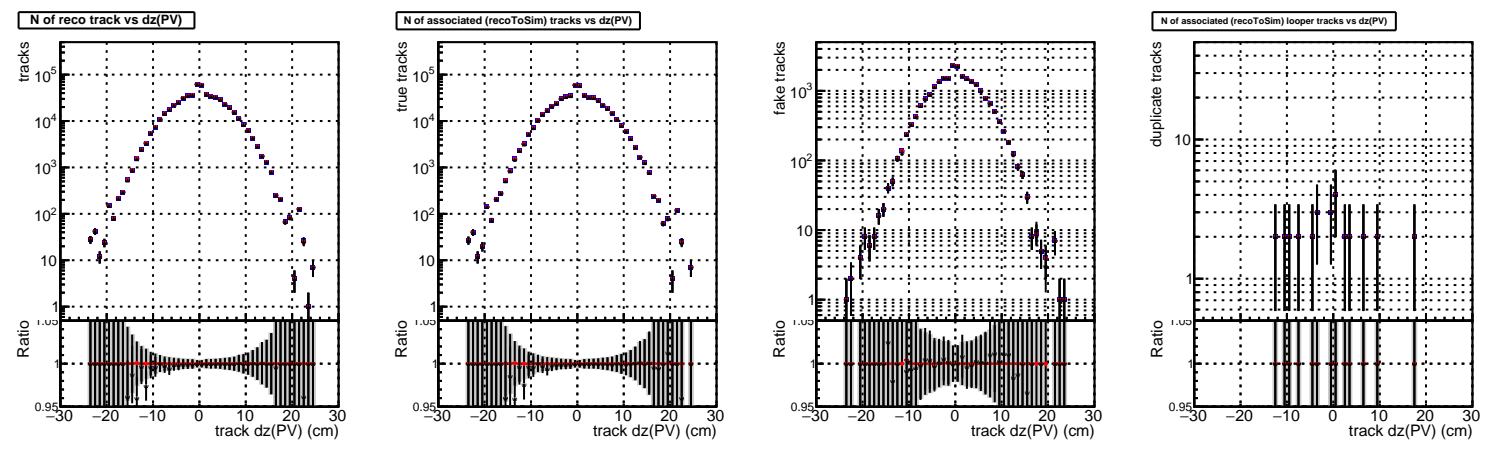 N of reco track vs dz(PV)
tracks
10^5
10^4
10^3
10^2
10
1
Ratio
1.05
1
0.95
−30 −20 −10 0 10 20 30
track dz(PV) (cm)
N of associated (recoToSim) tracks vs dz(PV)
true tracks
10^5
10^4
10^3
10^2
10
1
Ratio
1.05
1
0.95
−30 −20 −10 0 10 20 30
track dz(PV) (cm)
fake tracks
10^3
10^2
10
1
Ratio
1.05
1
0.95
−30 −20 −10 0 10 20 30
track dz(PV) (cm)
N of associated (recoToSim) looper tracks vs dz(PV)
duplicate tracks
10
1
Ratio
1.05
1
0.95
−30 −20 −10 0 10 20 30
track dz(PV) (cm)